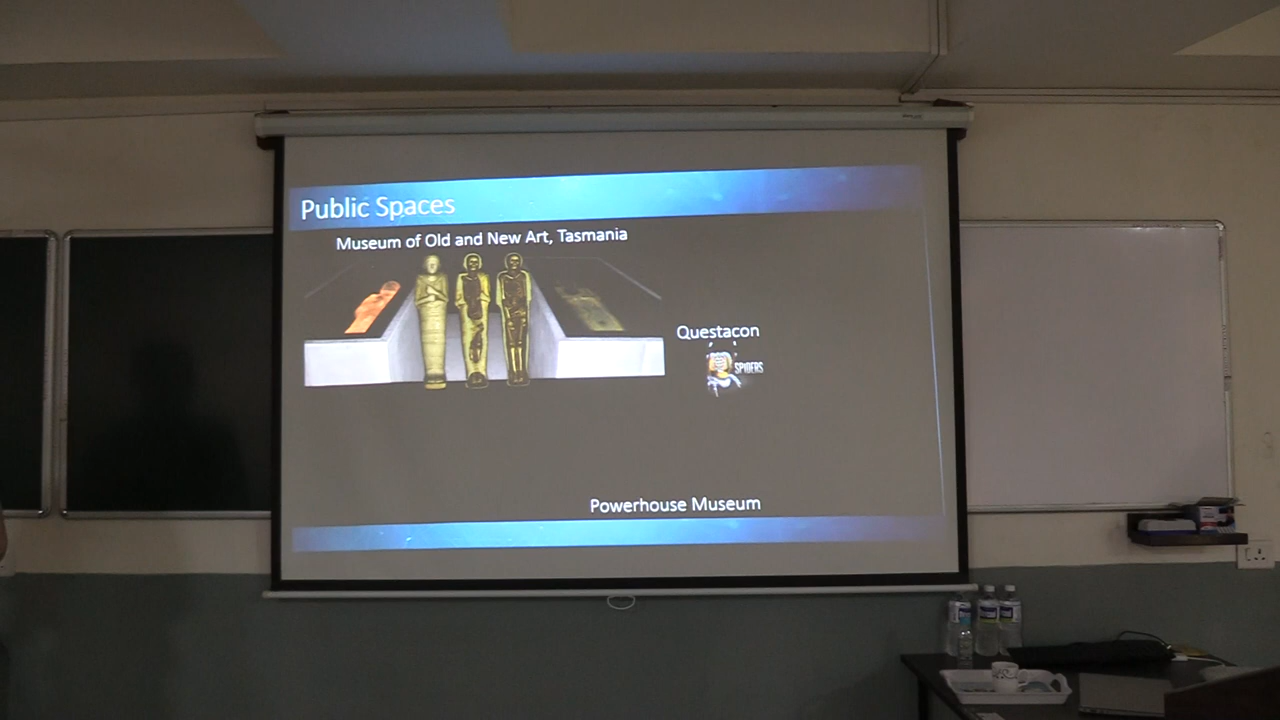 Public Spaces
Museum of Old and New Art, Tasmania
Questacon
SPIDERS
Powerhouse Museum